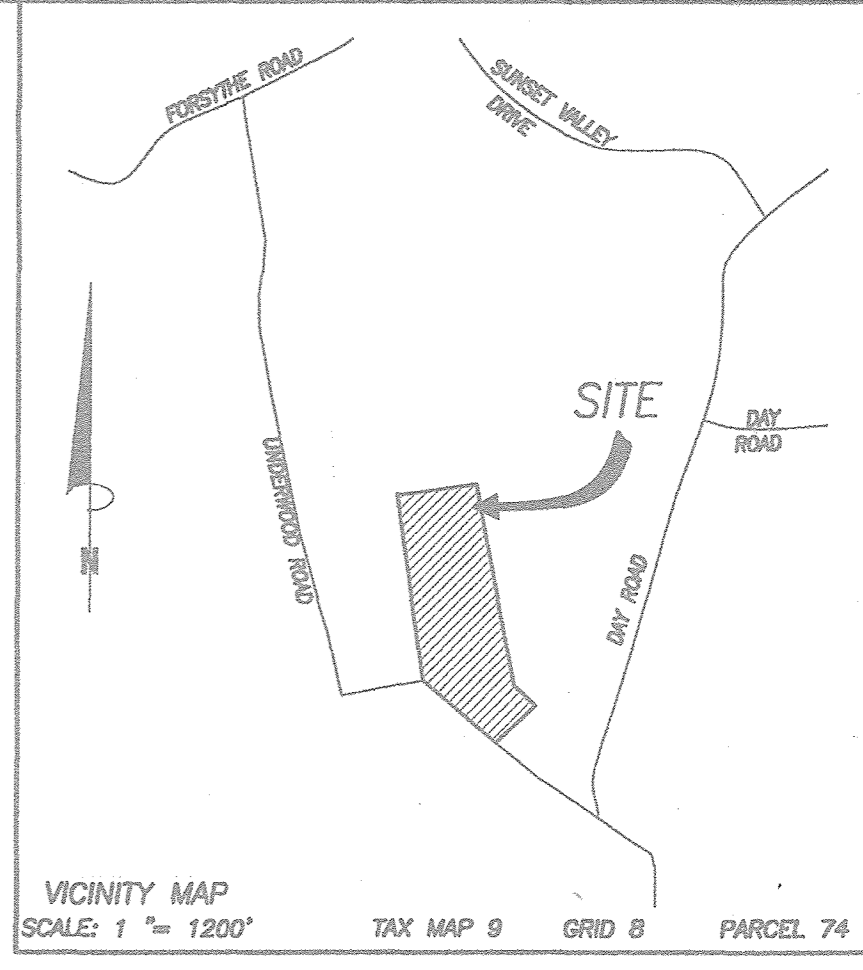 FORSYTHE ROAD
SUNSET VALLEY
DRIVE
SITE
DAY
ROAD
UNDERWOOD ROAD
DAY ROAD
VICINITY MAP
SCALE: 1 "= 1200'
TAX MAP 9 GRID 8 PARCEL 74